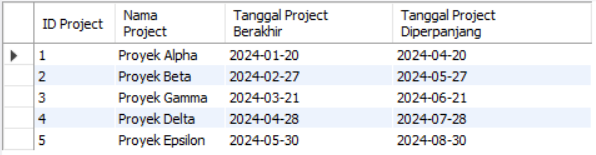 ID Project Nama Project Tanggal Project Berakhir Tanggal Project Diperpanjang
1 Proyek Alpha 2024-01-20 2024-04-20
2 Proyek Beta 2024-02-27 2024-05-27
3 Proyek Gamma 2024-03-21 2024-06-21
4 Proyek Delta 2024-04-28 2024-07-28
5 Proyek Epsilon 2024-05-30 2024-08-30